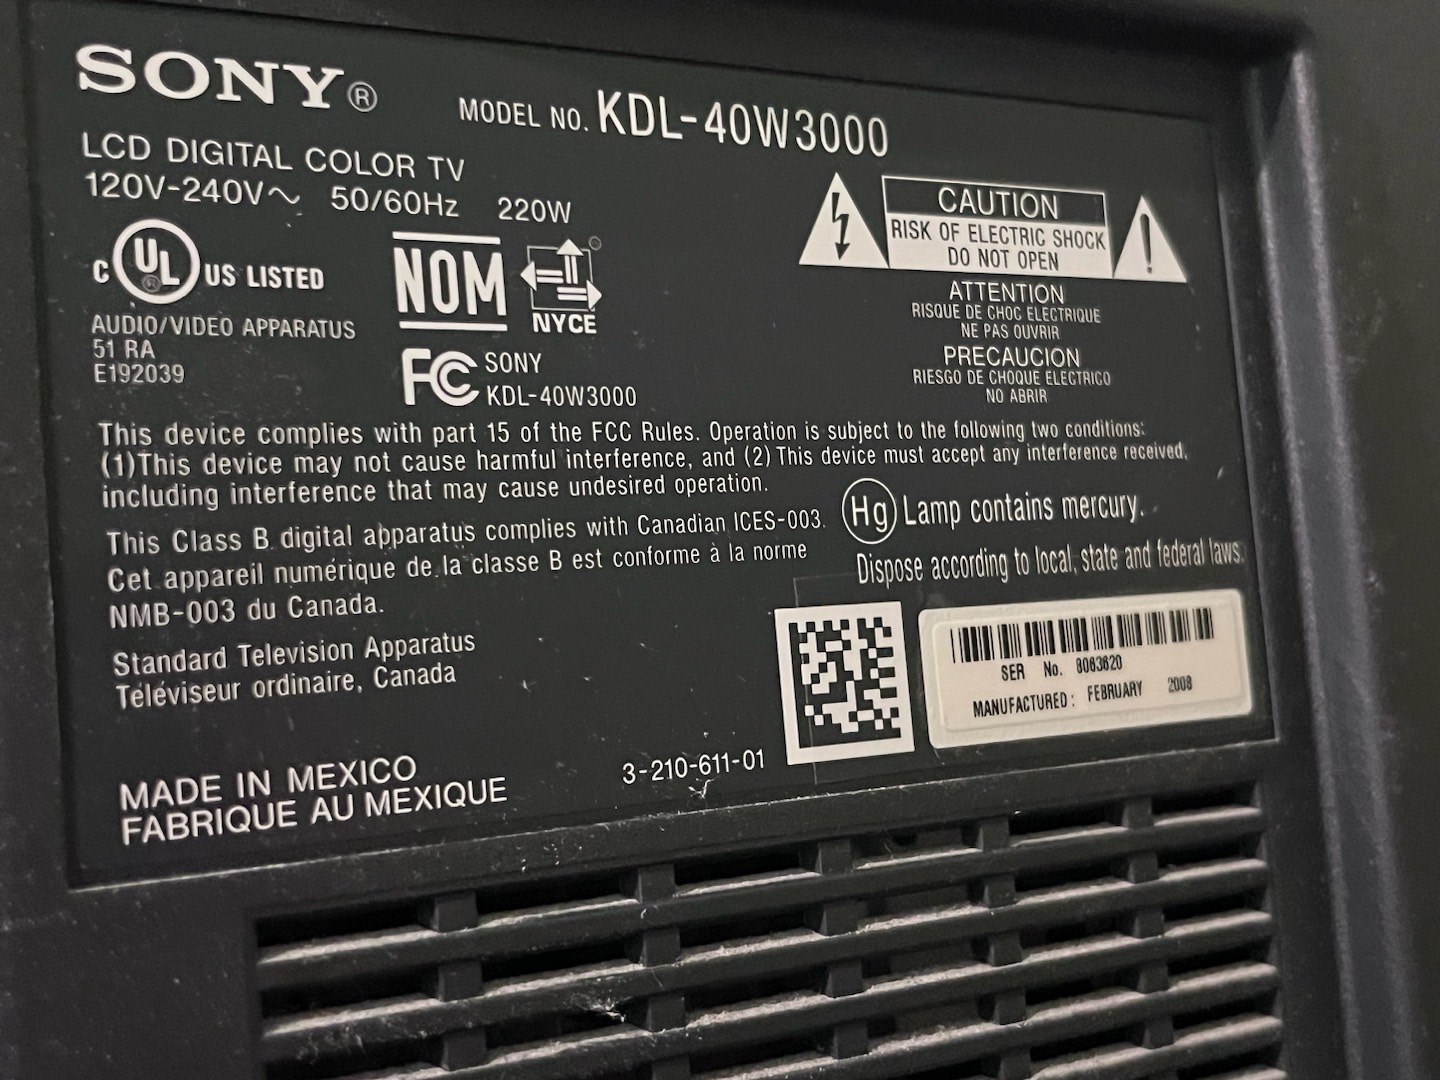 SONY®
MODEL NO. KDL-40W3000
LCD DIGITAL COLOR TV
120V-240V~ 50/60Hz 220W
C UL® US LISTED
AUDIO/VIDEO APPARATUS
51 RA
E192039
NOM
NYCE
FC SONY
KDL-40W3000
CAUTION
RISK OF ELECTRIC SHOCK
DO NOT OPEN
ATTENTION
RISQUE DE CHOC ELECTRIQUE
NE PAS OUVRIR
PRECAUCION
RIESGO DE CHOQUE ELECTRICO
NO ABRIR
This device complies with part 15 of the FCC Rules. Operation is subject to the following two conditions:
(1)This device may not cause harmful interference, and (2) This device must accept any interference received,
including interference that may cause undesired operation.
This Class B digital apparatus complies with Canadian ICES-003.
Cet appareil numérique de la classe B est conforme à la norme
NMB-003 du Canada.
Hg Lamp contains mercury.
Dispose according to local, state and federal laws.
Standard Television Apparatus
Téléviseur ordinaire, Canada
SER No. 8083620
MANUFACTURED: FEBRUARY 2008
MADE IN MEXICO
FABRIQUE AU MEXIQUE
3-210-611-01